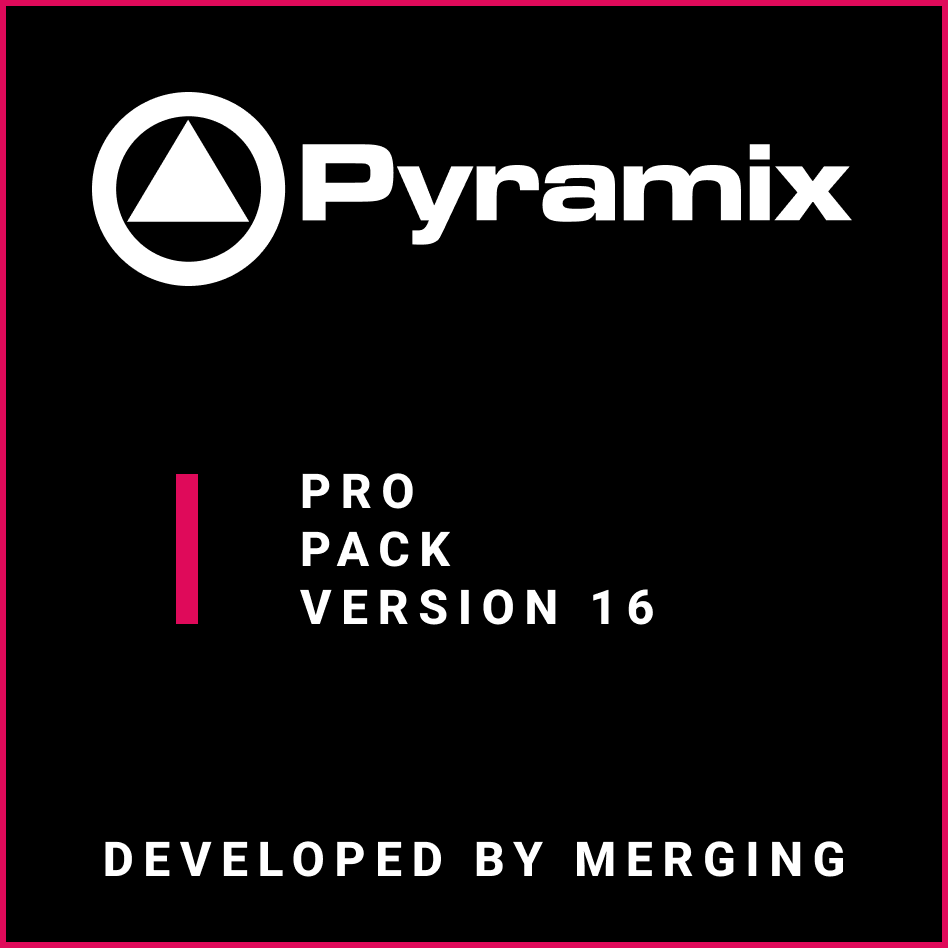 Pyramix
PRO
PACK
VERSION 16
DEVELOPED BY MERGING